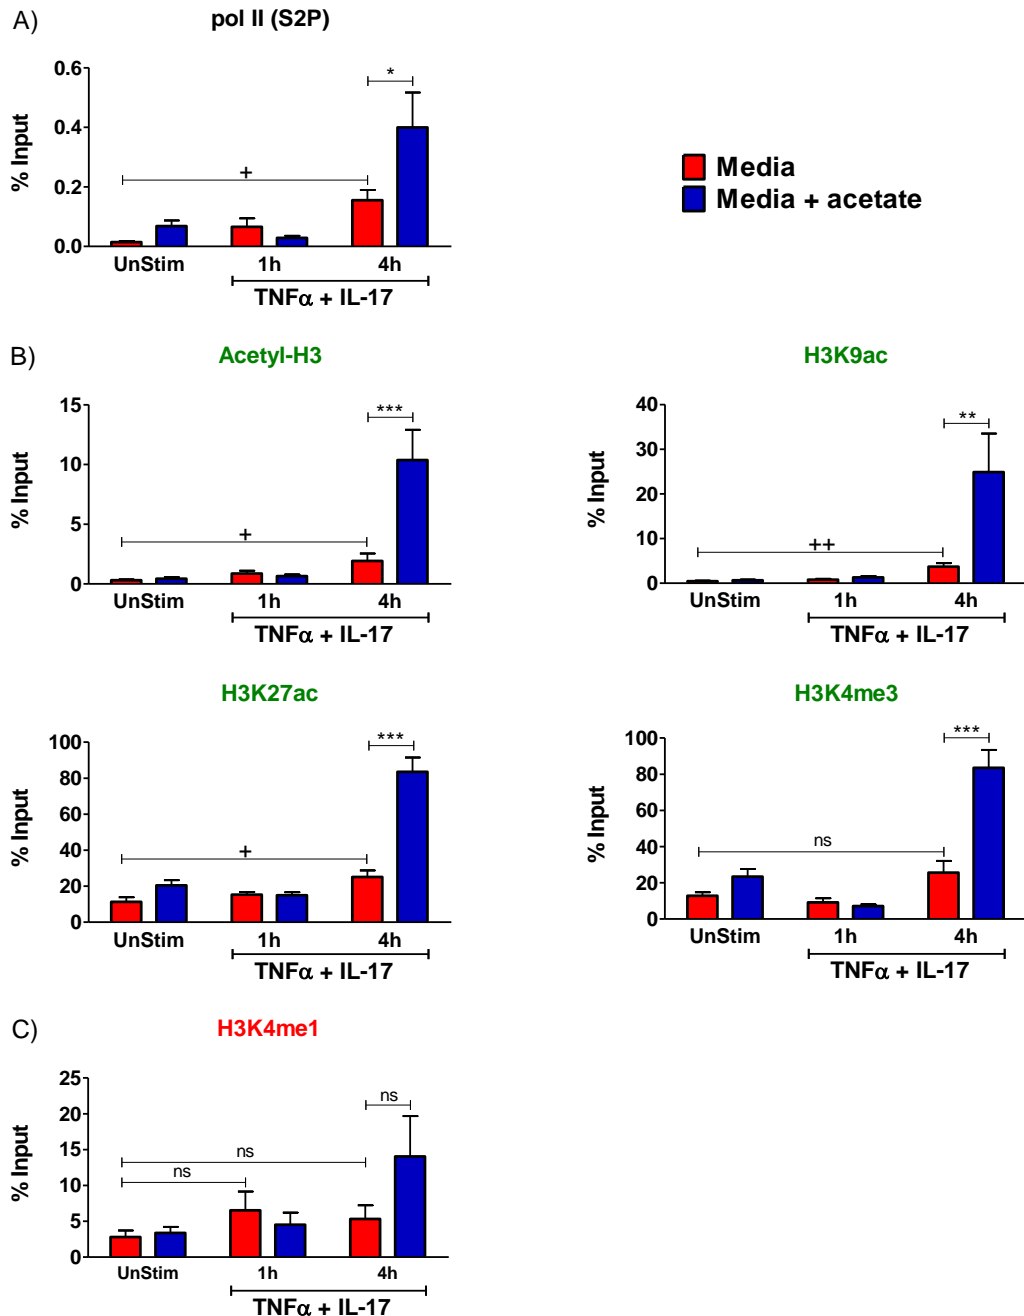 A)
pol II (S2P)
% Input
0.6
0.4
0.2
0.0
*
+
UnStim
1h
4h
TNFα + IL-17
Media
Media + acetate
B)
Acetyl-H3
% Input
15
10
5
0
***
+
UnStim
1h
4h
TNFα + IL-17
H3K9ac
% Input
40
30
20
10
0
**
++
UnStim
1h
4h
TNFα + IL-17
H3K27ac
% Input
100
80
60
40
20
0
***
+
UnStim
1h
4h
TNFα + IL-17
H3K4me3
% Input
100
80
60
40
20
0
***
ns
UnStim
1h
4h
TNFα + IL-17
C)
H3K4me1
% Input
25
20
15
10
5
0
ns
ns
ns
UnStim
1h
4h
TNFα + IL-17